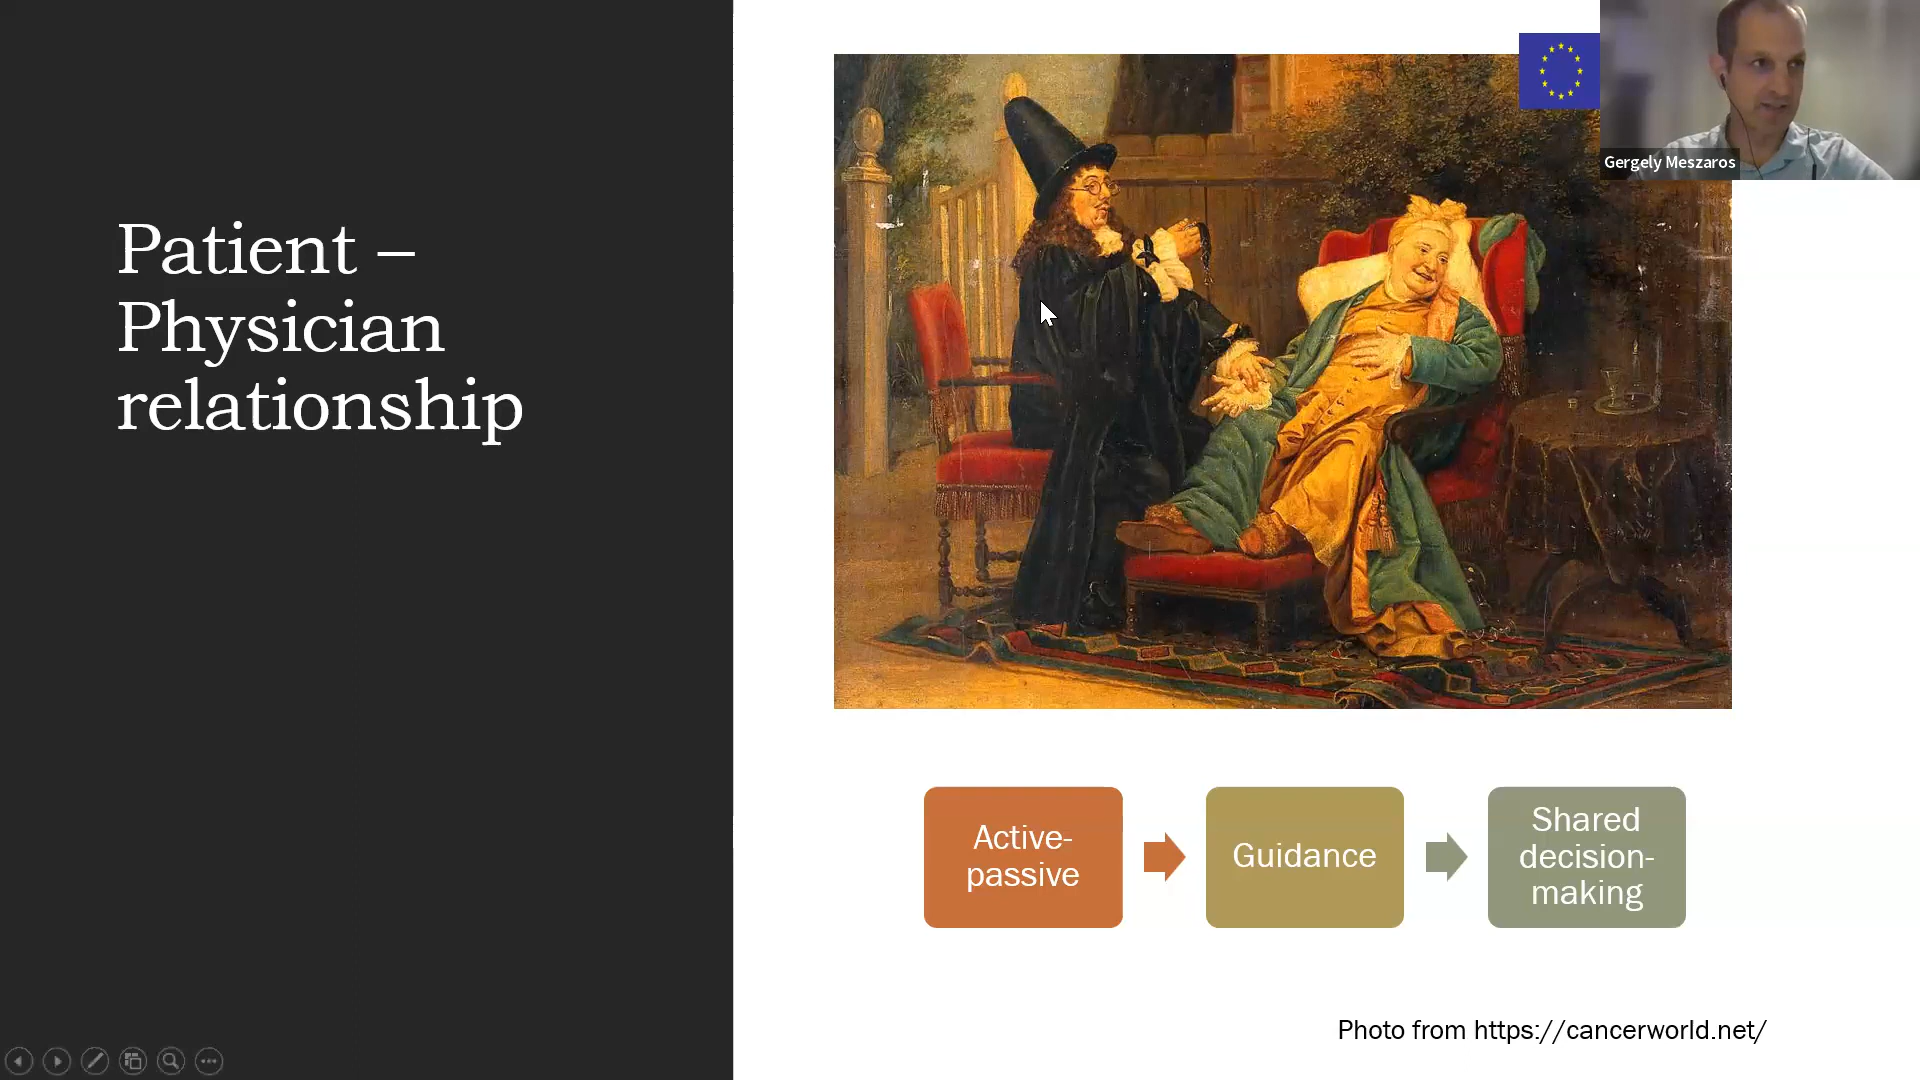 Patient –
Physician
relationship
Gergely Meszaros
Active-
passive
Guidance
Shared
decision-
making
Photo from https://cancerworld.net/